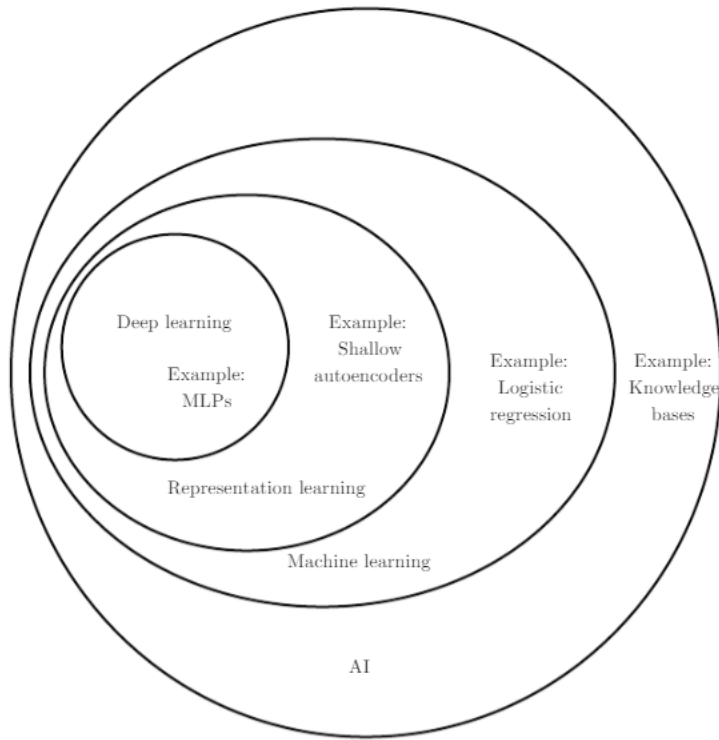 Deep learning
Example:
MLPs
Example:
Shallow
autoencoders
Example:
Logistic
regression
Example:
Knowledge
bases
Representation learning
Machine learning
AI